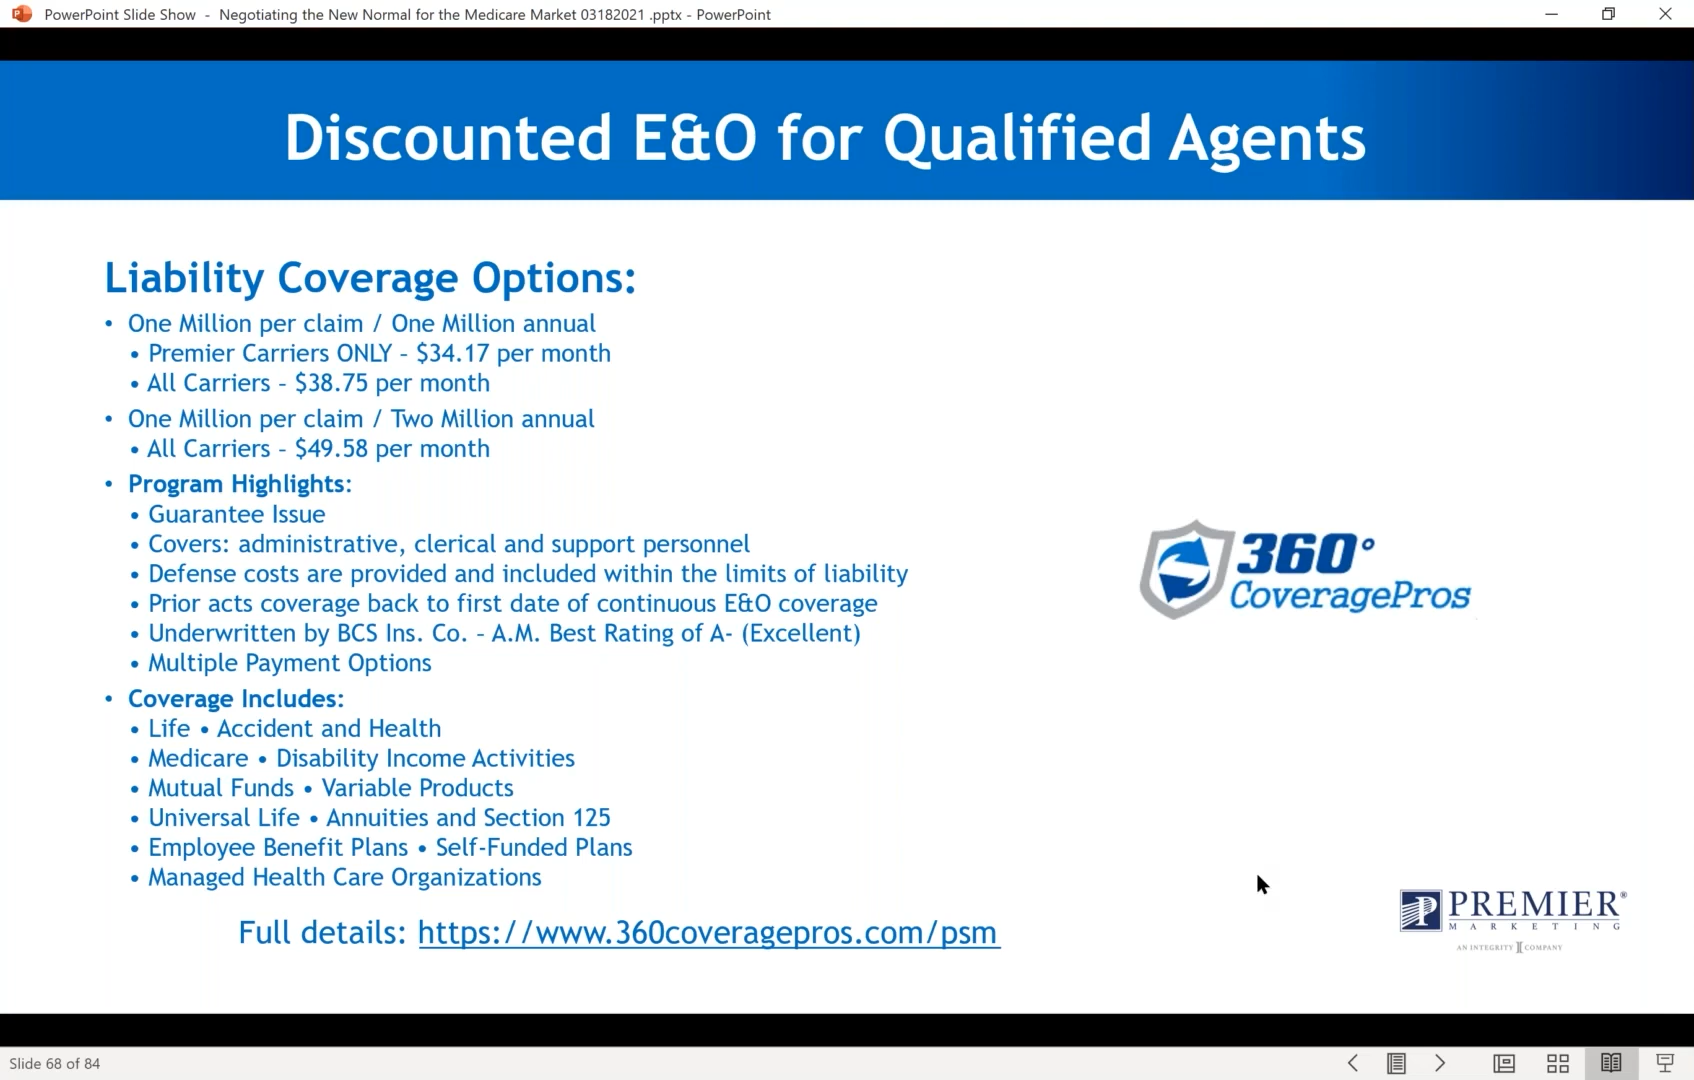 PowerPoint Slide Show - Negotiating the New Normal for the Medicare Market 03182021 .pptx - PowerPoint
Discounted E&O for Qualified Agents
Liability Coverage Options:
• One Million per claim / One Million annual
• Premier Carriers ONLY – $34.17 per month
• All Carriers – $38.75 per month
• One Million per claim / Two Million annual
• All Carriers – $49.58 per month
• Program Highlights:
• Guarantee Issue
• Covers: administrative, clerical and support personnel
• Defense costs are provided and included within the limits of liability
• Prior acts coverage back to first date of continuous E&O coverage
• Underwritten by BCS Ins. Co. – A.M. Best Rating of A- (Excellent)
• Multiple Payment Options
• Coverage Includes:
• Life • Accident and Health
• Medicare • Disability Income Activities
• Mutual Funds • Variable Products
• Universal Life • Annuities and Section 125
• Employee Benefit Plans • Self-Funded Plans
• Managed Health Care Organizations
Full details: https://www.360coveragepros.com/psm
360°
CoveragePros
P PREMIER®
MARKETING
AN INTEGRITY COMPANY
Slide 68 of 84